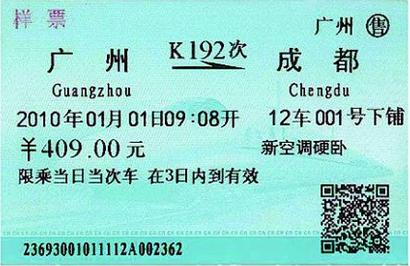 样票
广州 售
广州 K192次 成都
Guangzhou Chengdu
2010年01月01日09:08开 12车001号下铺
￥409.00元 新空调硬卧
限乘当日当次车 在3日内到有效
23693001011112A002362